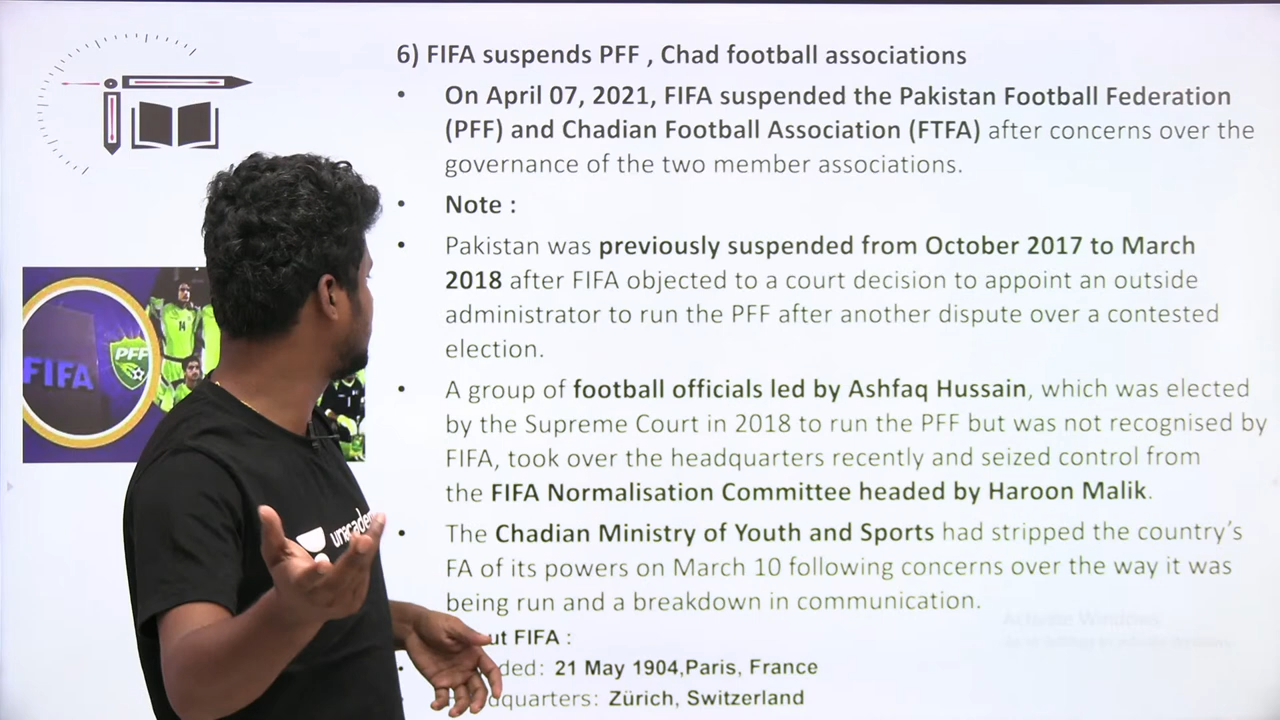 6) FIFA suspends PFF , Chad football associations
• On April 07, 2021, FIFA suspended the Pakistan Football Federation
(PFF) and Chadian Football Association (FTFA) after concerns over the
governance of the two member associations.
• Note :
• Pakistan was previously suspended from October 2017 to March
2018 after FIFA objected to a court decision to appoint an outside
administrator to run the PFF after another dispute over a contested
election.
• A group of football officials led by Ashfaq Hussain, which was elected
by the Supreme Court in 2018 to run the PFF but was not recognised by
FIFA, took over the headquarters recently and seized control from
the FIFA Normalisation Committee headed by Haroon Malik.
• The Chadian Ministry of Youth and Sports had stripped the country's
FA of its powers on March 10 following concerns over the way it was
being run and a breakdown in communication.
FIFA :
21 May 1904,Paris, France
Zürich, Switzerland
FIFA
PFF
14
Activate Windows